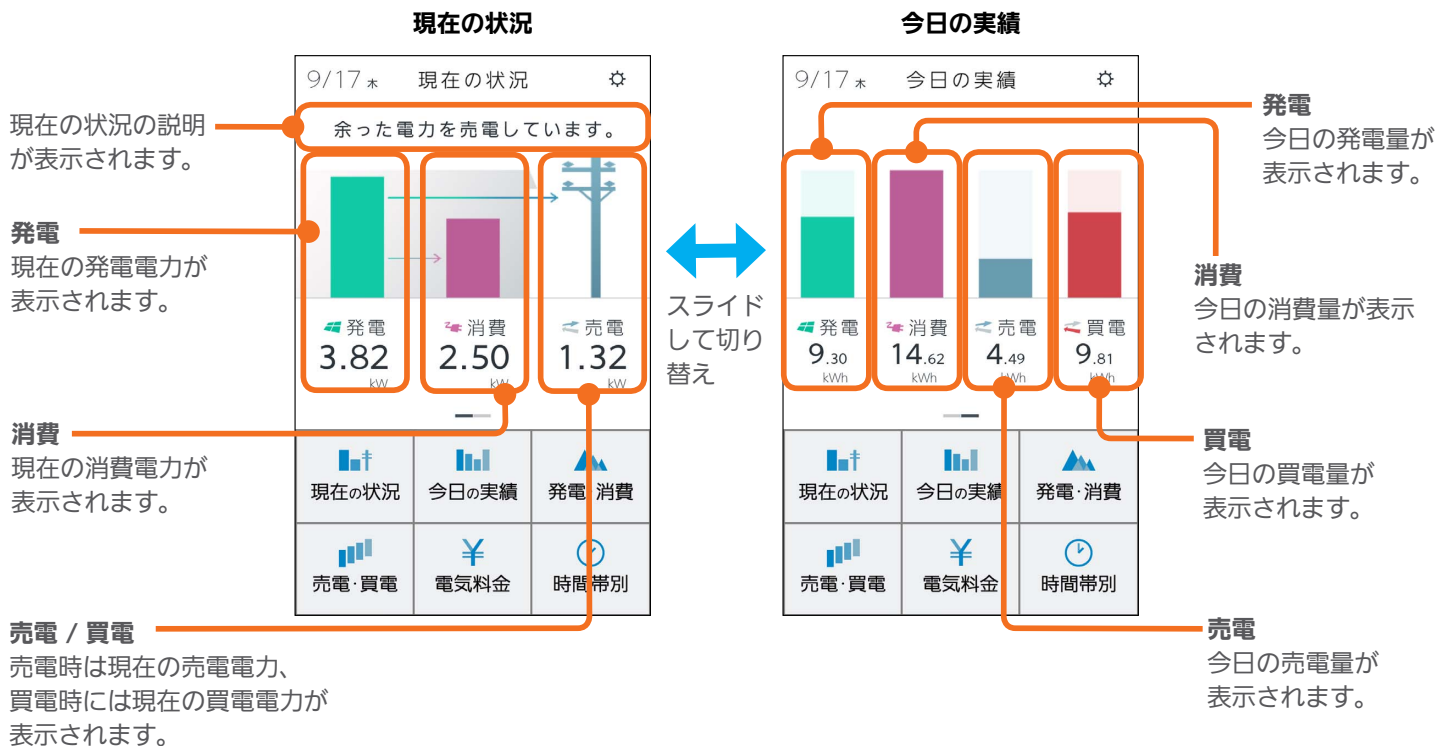 現在の状況
今日の実績
9/17 木 現在の状況
余った電力を売電しています。
発電
3.82
kW
消費
2.50
kW
売電
1.32
kW
現在の状況
今日の実績
発電・消費
売電・買電
電気料金
時間帯別
現在の状況の説明
が表示されます。
発電
現在の発電電力が
表示されます。
消費
現在の消費電力が
表示されます。
売電 / 買電
売電時は現在の売電電力、
買電時には現在の買電電力が
表示されます。
スライド
して切り
替え
9/17 木 今日の実績
発電
9.30
kWh
消費
14.62
kWh
売電
4.49
kWh
買電
9.81
kWh
現在の状況
今日の実績
発電・消費
売電・買電
電気料金
時間帯別
発電
今日の発電量が
表示されます。
消費
今日の消費量が表示
されます。
買電
今日の買電量が
表示されます。
売電
今日の売電量が
表示されます。